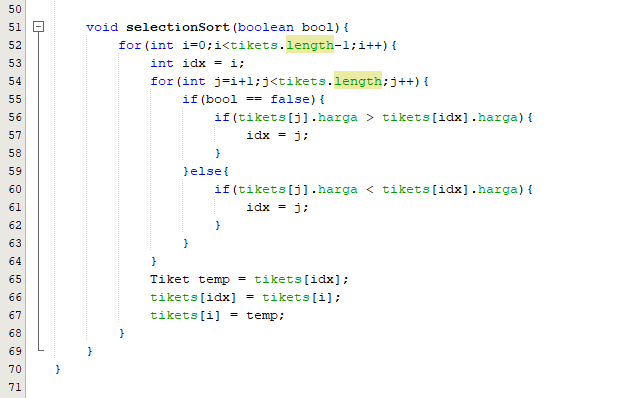 50
51 void selectionSort(boolean bool){
52 for(int i=0;i<tikets.length-1;i++){
53 int idx = i;
54 for(int j=i+1;j<tikets.length;j++){
55 if(bool == false){
56 if(tikets[j].harga > tikets[idx].harga){
57 idx = j;
58 }
59 }else{
60 if(tikets[j].harga < tikets[idx].harga){
61 idx = j;
62 }
63 }
64 }
65 Tiket temp = tikets[idx];
66 tikets[idx] = tikets[i];
67 tikets[i] = temp;
68 }
69 }
70 }
71